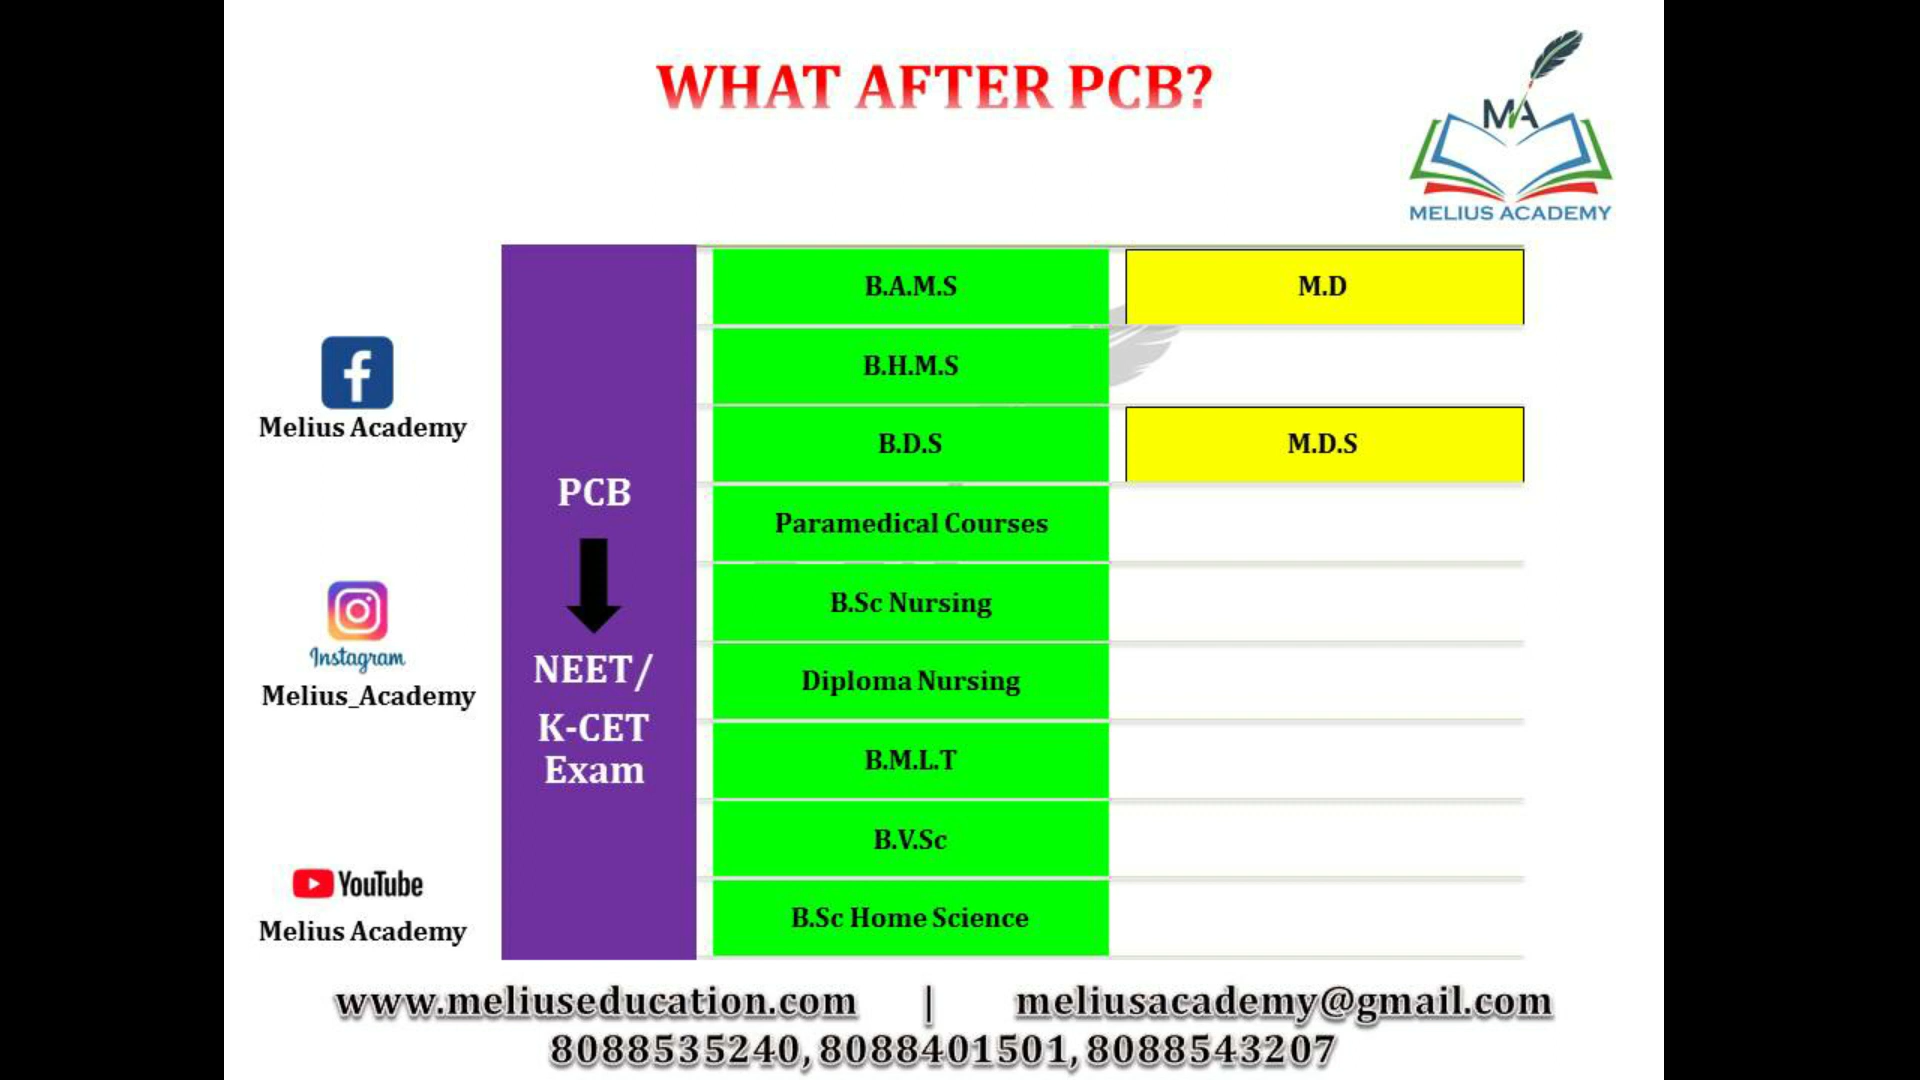 WHAT AFTER PCB?
MA
MELIUS ACADEMY
B.A.M.S
M.D
B.H.M.S
B.D.S
M.D.S
Paramedical Courses
B.Sc Nursing
Diploma Nursing
B.M.L.T
B.V.Sc
B.Sc Home Science
PCB
NEET/
K-CET
Exam
Melius Academy
Instagram
Melius_Academy
YouTube
Melius Academy
www.meliuseducation.com | meliusacademy@gmail.com
8088535240, 8088401501, 8088543207